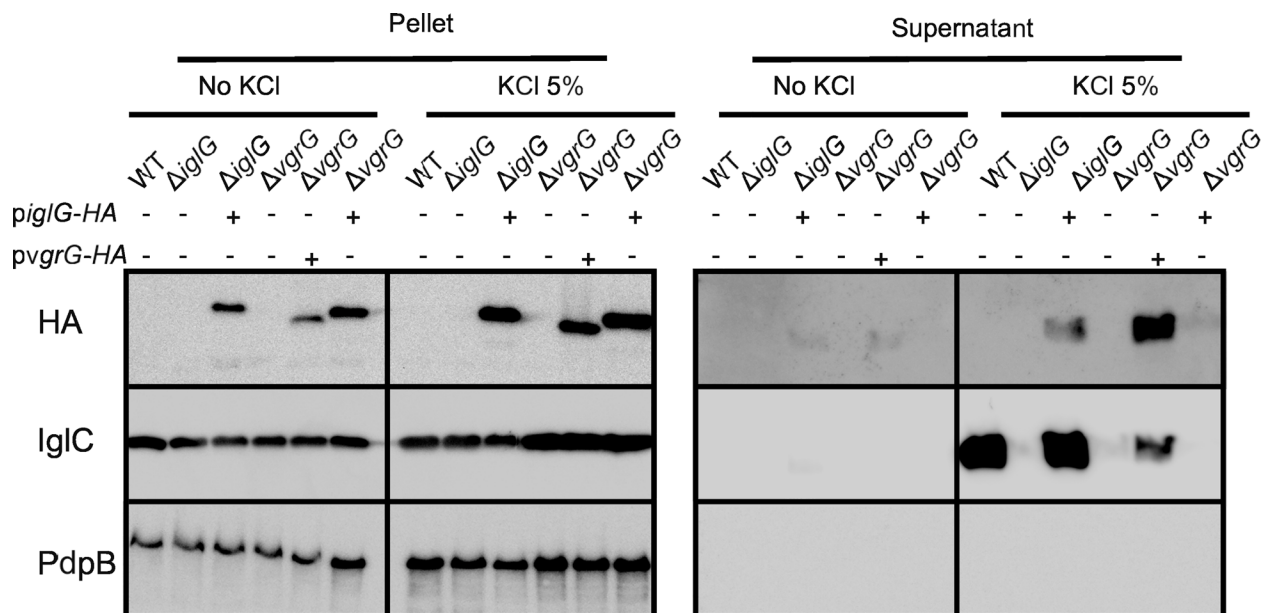 Pellet Supernatant
No KCl KCl 5% No KCl KCl 5%
WT ΔiglG ΔiglG ΔvgrG ΔvgrG ΔvgrG WT ΔiglG ΔiglG ΔvgrG ΔvgrG ΔvgrG WT ΔiglG ΔiglG ΔvgrG ΔvgrG ΔvgrG WT ΔiglG ΔiglG ΔvgrG ΔvgrG ΔvgrG
piglG-HA - - + - - + - - + - - + - - + - - + - - + - - +
pvgrG-HA - - - - + - - - - - + - - - - - + - - - - - + -
HA
IglC
PdpB